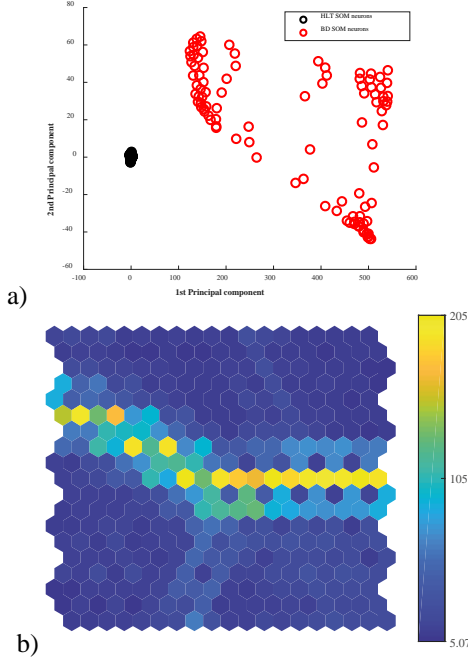 80
60
40
20
0
-20
-40
-60
-100 0 100 200 300 400 500 600
2nd Principal component
1st Principal component
HLT SOM neurons
BD SOM neurons
a)
205
105
5.07
b)